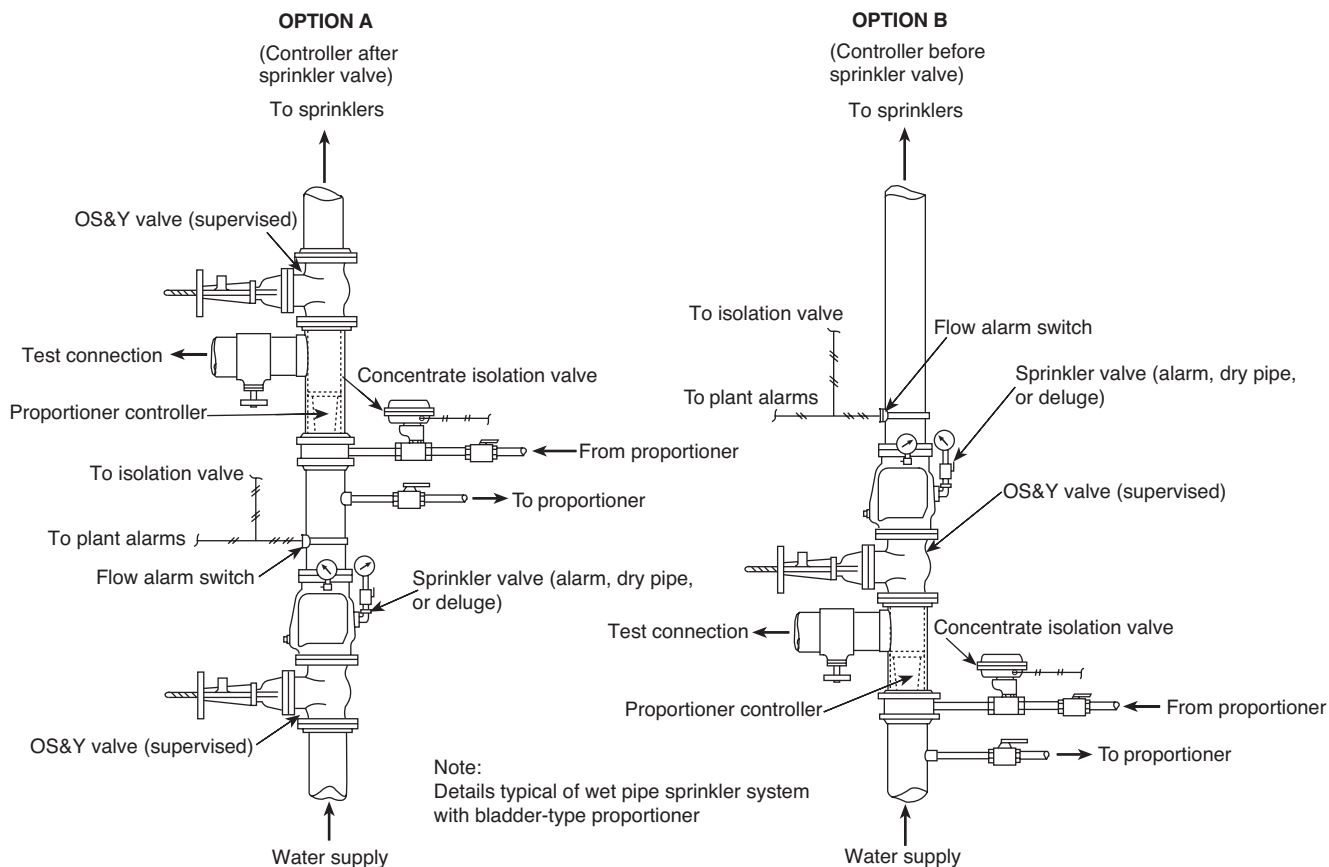 OPTION A
(Controller after
sprinkler valve)
To sprinklers
OS&Y valve (supervised)
Test connection
Concentrate isolation valve
Proportioner controller
From proportioner
To isolation valve
To proportioner
To plant alarms
Flow alarm switch
Sprinkler valve (alarm, dry pipe,
or deluge)
OS&Y valve (supervised)
Water supply
Note:
Details typical of wet pipe sprinkler system
with bladder-type proportioner
OPTION B
(Controller before
sprinkler valve)
To sprinklers
To isolation valve
Flow alarm switch
Sprinkler valve (alarm, dry pipe,
or deluge)
To plant alarms
OS&Y valve (supervised)
Test connection
Concentrate isolation valve
Proportioner controller
From proportioner
To proportioner
Water supply